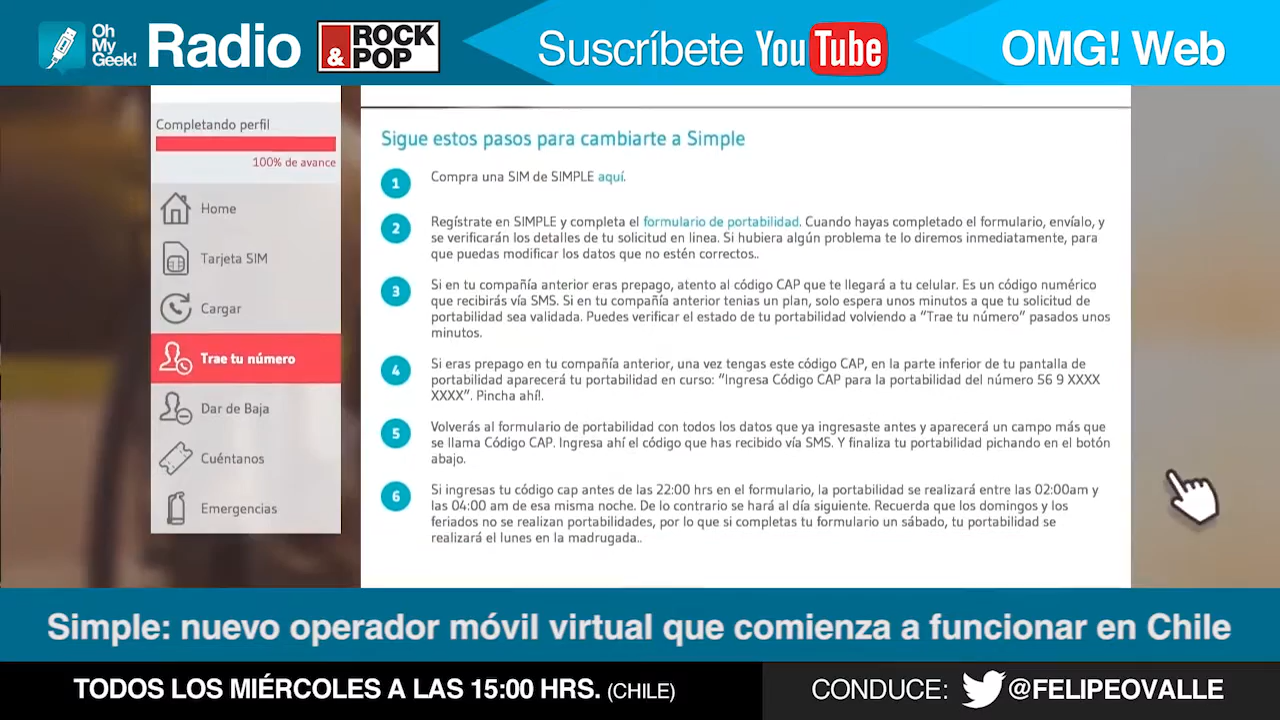 Oh
My
Geek!
Radio
ROCK
& POP
Suscríbete YouTube
OMG! Web
Completando perfil
100% de avance
Home
Tarjeta SIM
Cargar
Trae tu número
Dar de Baja
Cuéntanos
Emergencias
Sigue estos pasos para cambiarte a Simple
1 Compra una SIM de SIMPLE aquí.
2 Regístrate en SIMPLE y completa el formulario de portabilidad. Cuando hayas completado el formulario, envíalo, y
se verificarán los detalles de tu solicitud en linea. Si hubiera algún problema te lo diremos inmediatamente, para
que puedas modificar los datos que no estén correctos..
3 Si en tu compañía anterior eras prepago, atento al código CAP que te llegará a tu celular. Es un código numérico
que recibirás vía SMS. Si en tu compañía anterior tenias un plan, solo espera unos minutos a que tu solicitud de
portabilidad sea validada. Puedes verificar el estado de tu portabilidad volviendo a “Trae tu número” pasados unos
minutos.
4 Si eras prepago en tu compañía anterior, una vez tengas este código CAP, en la parte inferior de tu pantalla de
portabilidad aparecerá tu portabilidad en curso: “Ingresa Código CAP para la portabilidad del número 56 9 XXXX
XXXX”. Pincha ahí!.
5 Volverás al formulario de portabilidad con todos los datos que ya ingresaste antes y aparecerá un campo más que
se llama Código CAP. Ingresa ahí el código que has recibido vía SMS. Y finaliza tu portabilidad pichando en el botón
abajo.
6 Si ingresas tu código cap antes de las 22:00 hrs en el formulario, la portabilidad se realizará entre las 02:00am y
las 04:00 am de esa misma noche. De lo contrario se hará al día siguiente. Recuerda que los domingos y los
feriados no se realizan portabilidades, por lo que si completas tu formulario un sábado, tu portabilidad se
realizará el lunes en la madrugada..
Simple: nuevo operador móvil virtual que comienza a funcionar en Chile
TODOS LOS MIÉRCOLES A LAS 15:00 HRS. (CHILE)
CONDUCE: @FELIPEOVALLE